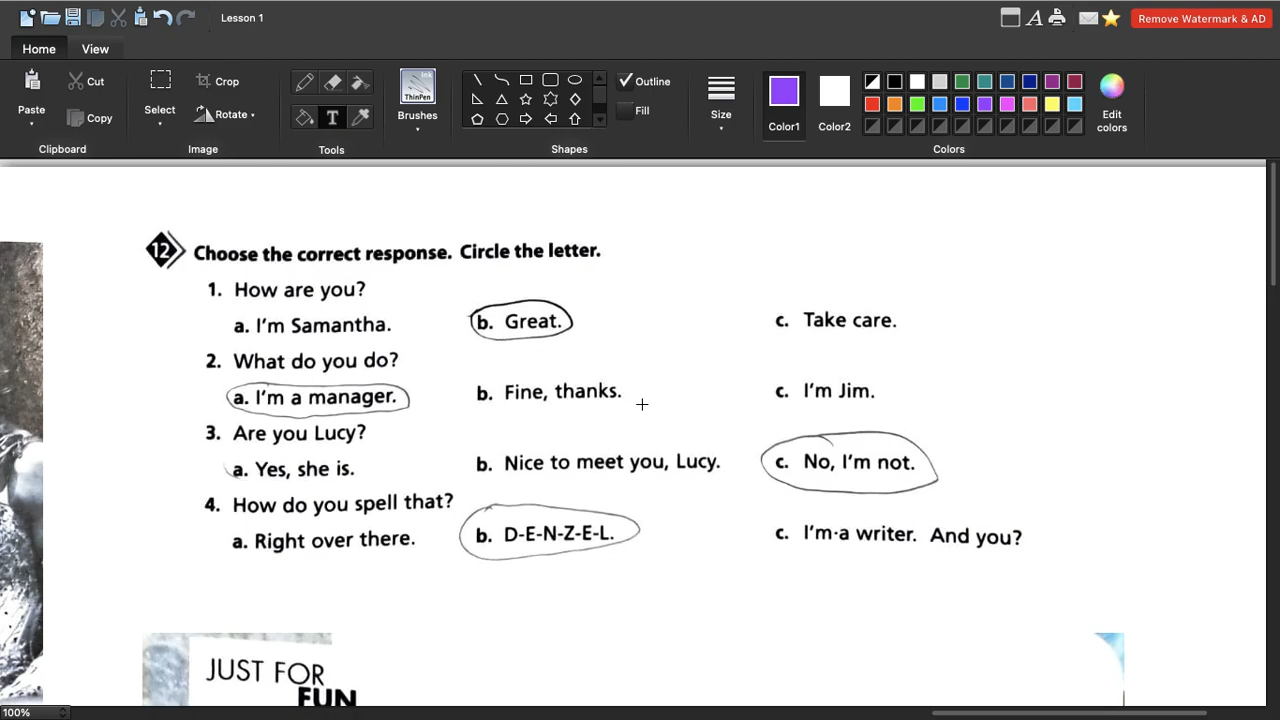 Lesson 1
Remove Watermark & AD
Home View
Paste Cut Copy Clipboard
Select Crop Rotate Image
Tools
Ink
ThinPen
Brushes
Outline
Fill
Shapes
Size
Color1 Color2
Edit colors
Colors
12 Choose the correct response. Circle the letter.
1. How are you?
a. I'm Samantha. b. Great. c. Take care.
2. What do you do?
a. I'm a manager. b. Fine, thanks. c. I'm Jim.
3. Are you Lucy?
a. Yes, she is. b. Nice to meet you, Lucy. c. No, I'm not.
4. How do you spell that?
a. Right over there. b. D-E-N-Z-E-L. c. I'm a writer. And you?
JUST FOR
FUN
100%